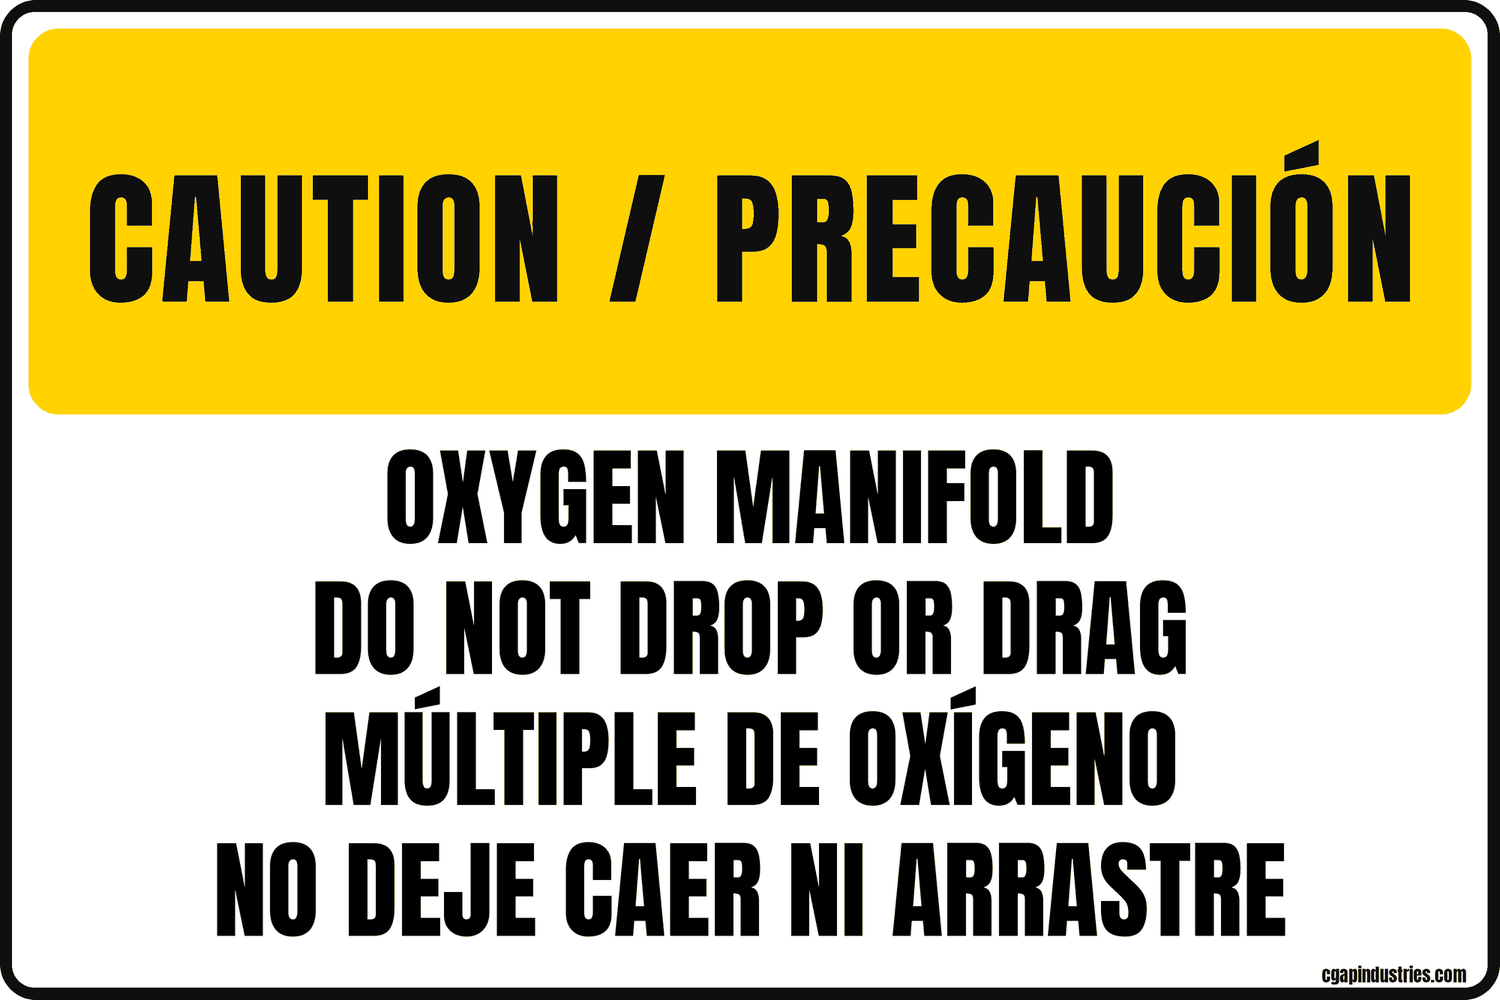 CAUTION / PRECAUCIÓN
OXYGEN MANIFOLD
DO NOT DROP OR DRAG
MÚLTIPLE DE OXÍGENO
NO DEJE CAER NI ARRASTRE
cgapindustries.com